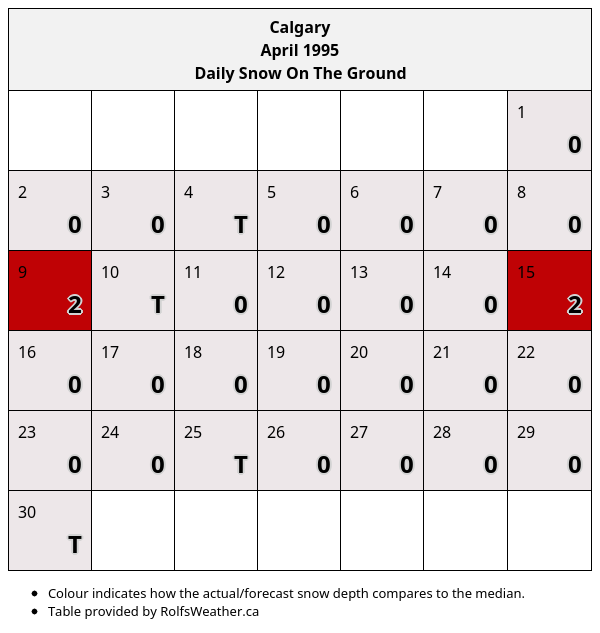 Calgary
April 1995
Daily Snow On The Ground
1
0
2 3 4 5 6 7 8
0 0 T 0 0 0 0
9 10 11 12 13 14 15
2 T 0 0 0 0 2
16 17 18 19 20 21 22
0 0 0 0 0 0 0
23 24 25 26 27 28 29
0 0 T 0 0 0 0
30
T
• Colour indicates how the actual/forecast snow depth compares to the median.
• Table provided by RolfsWeather.ca